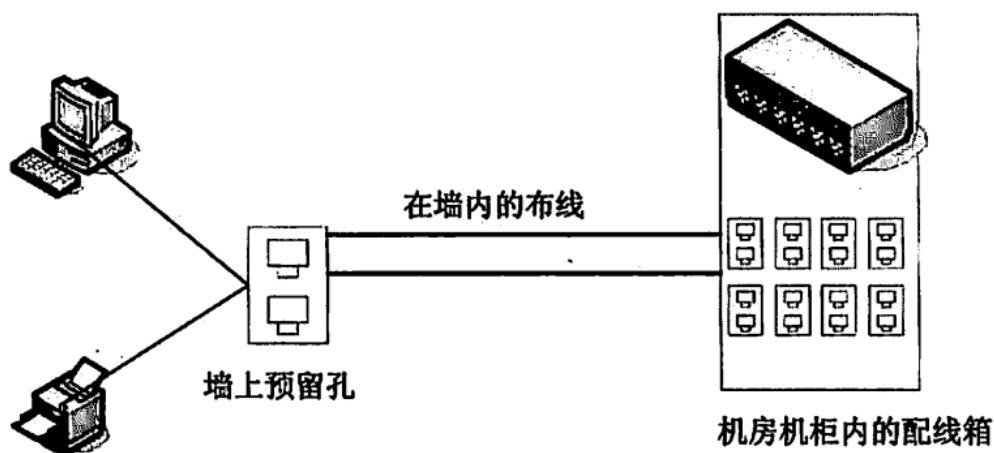 在墙内的布线
墙上预留孔
机房机柜内的配线箱